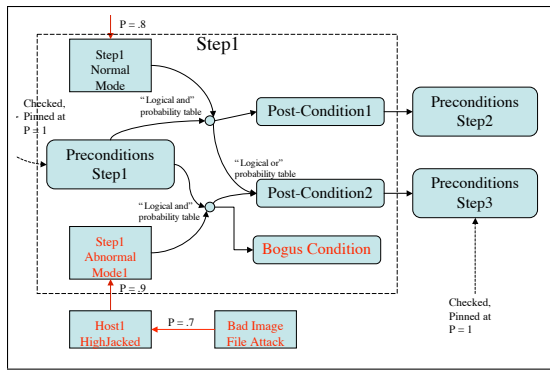 P = .8
Step1
Step1
Normal
Mode
Checked,
Pinned at
P = 1
"Logical and"
probability table
Post-Condition1
Preconditions
Step2
Preconditions
Step1
"Logical or"
probability table
"Logical and"
probability table
Post-Condition2
Preconditions
Step3
Step1
Abnormal
Mode1
Bogus Condition
P = .9
Checked,
Pinned at
P = 1
Host1
HighJacked
P = .7
Bad Image
File Attack